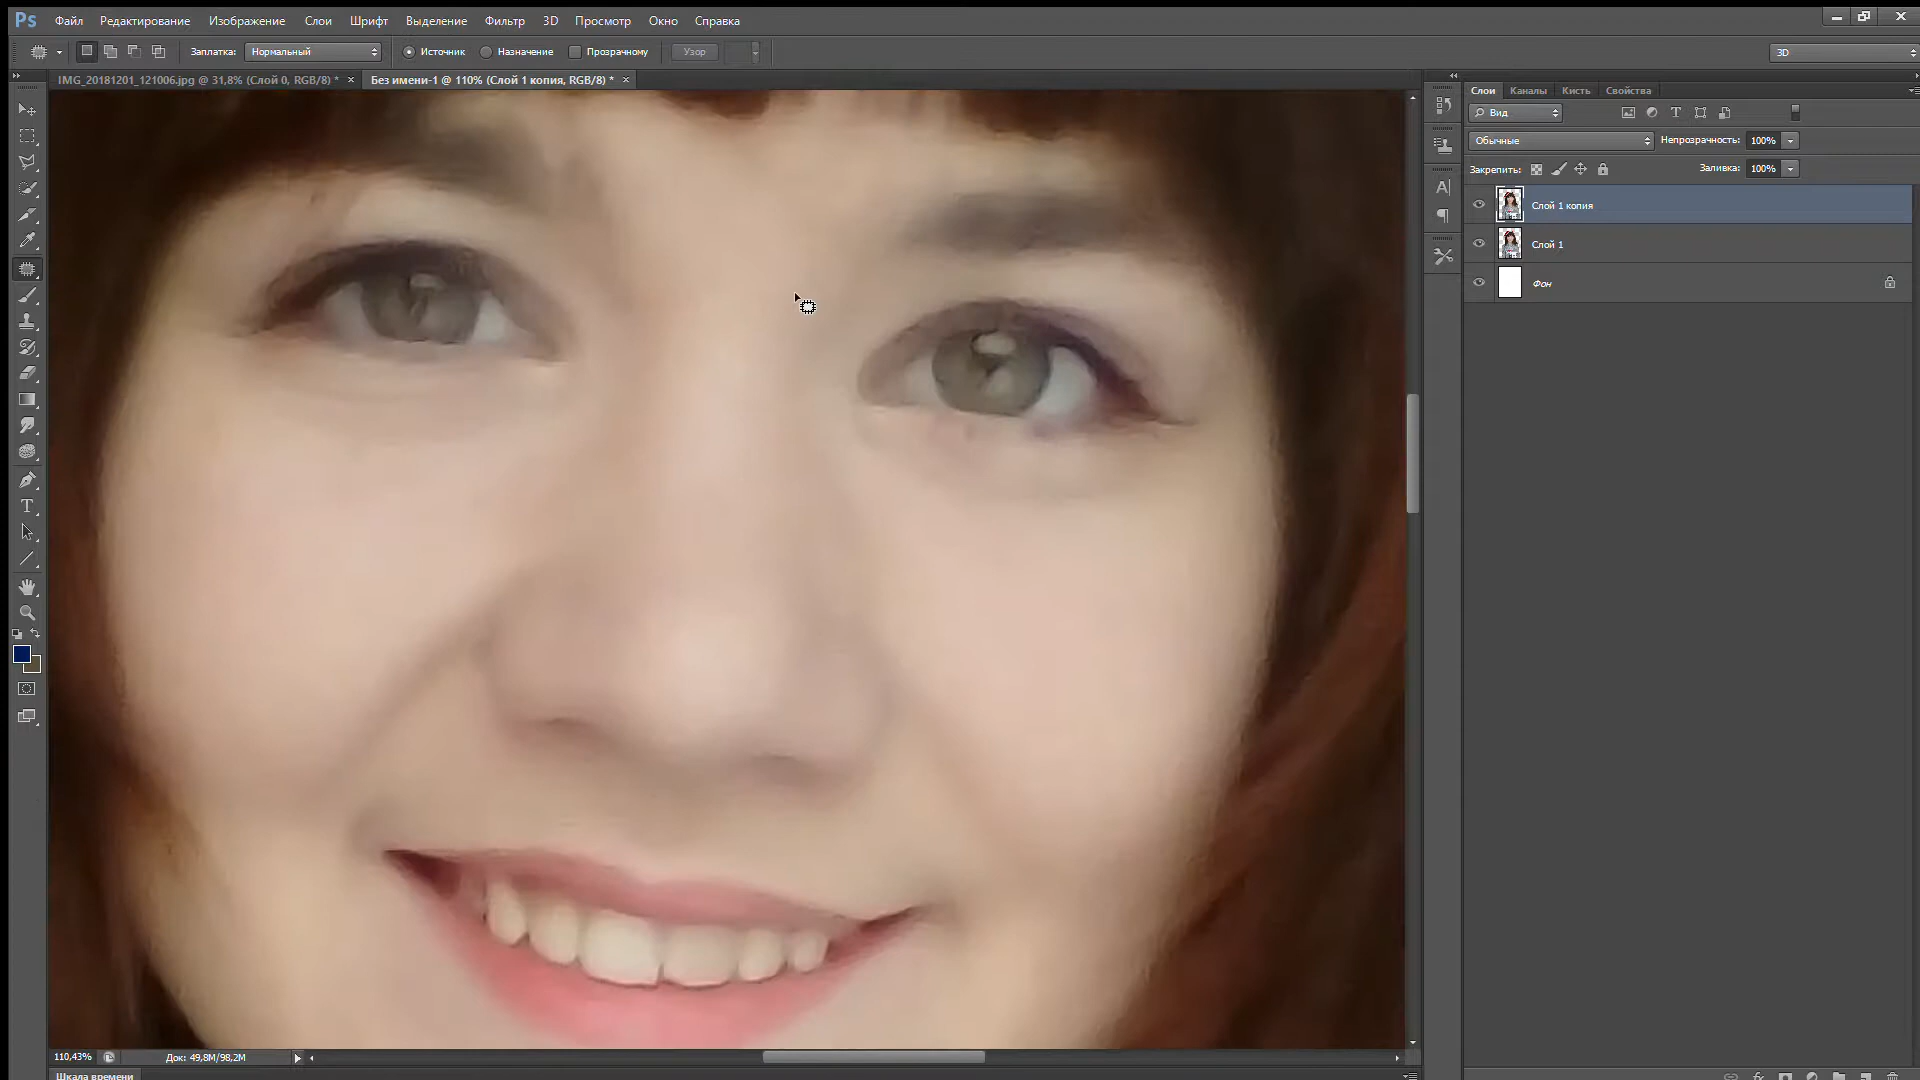 Ps Файл Редактирование Изображение Слои Шрифт Выделение Фильтр 3D Просмотр Окно Справка
Заплатка: Нормальный Источник Назначение Прозрачному Узор 3D
IMG_20181201_121006.jpg @ 31,8% (Слой 0, RGB/8) * × Без имени-1 @ 110% (Слой 1 копия, RGB/8) * ×
Слои Каналы Кисть Свойства
Вид
Обычные Непрозрачность: 100%
Закрепить: Заливка: 100%
Слой 1 копия
Слой 1
Фон
110,43% Док: 49,8M/98,2M
Шкала времени